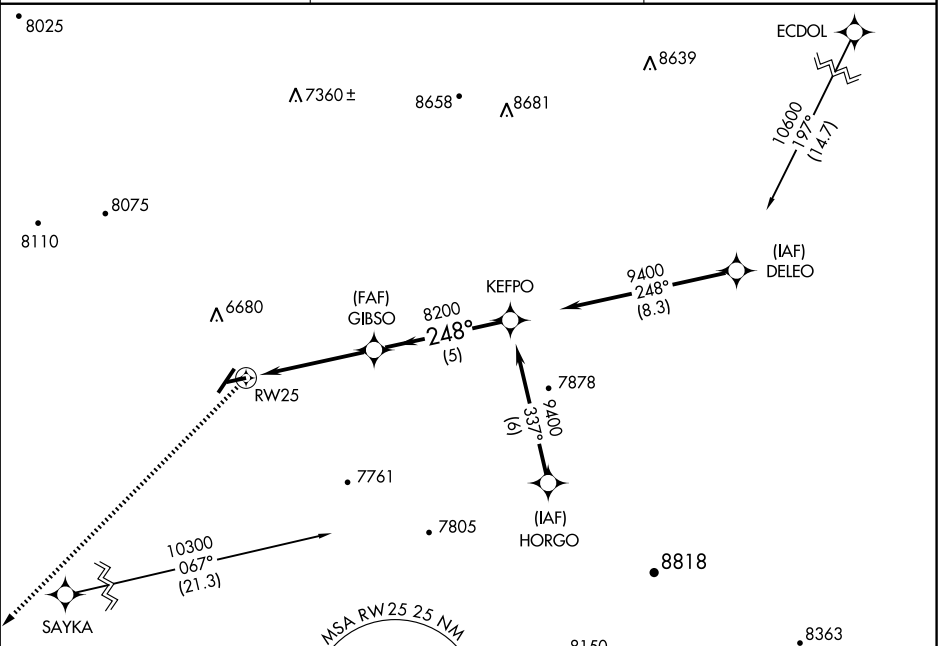 8025
ECDOL
8639
7360 ±
8658
8681
10600
197°
(14.7)
8075
8110
(IAF)
DELEO
9400
248°
(8.3)
KEFPO
(FAF)
GIBSO
8200
248°
(5)
6680
RW25
7878
9400
337°
(6)
7761
(IAF)
HORGO
7805
10300
067°
(21.3)
8818
SAYKA
MSA RW25 25 NM
8150
8363